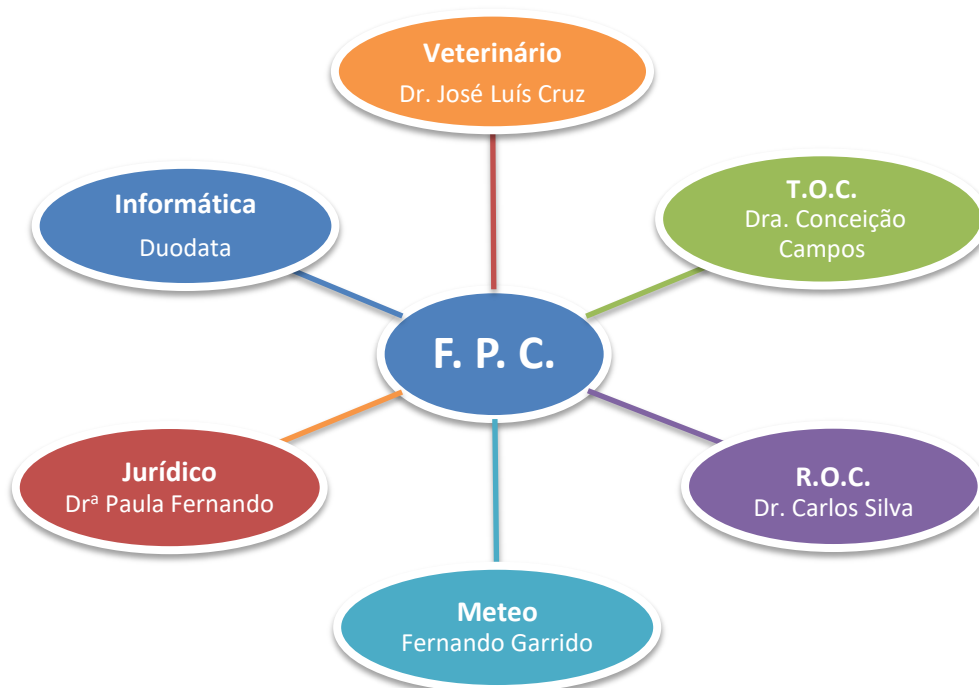 Veterinário
Dr. José Luís Cruz
Informática
Duodata
T.O.C.
Dra. Conceição
Campos
F. P. C.
Jurídico
Drª Paula Fernando
R.O.C.
Dr. Carlos Silva
Meteo
Fernando Garrido